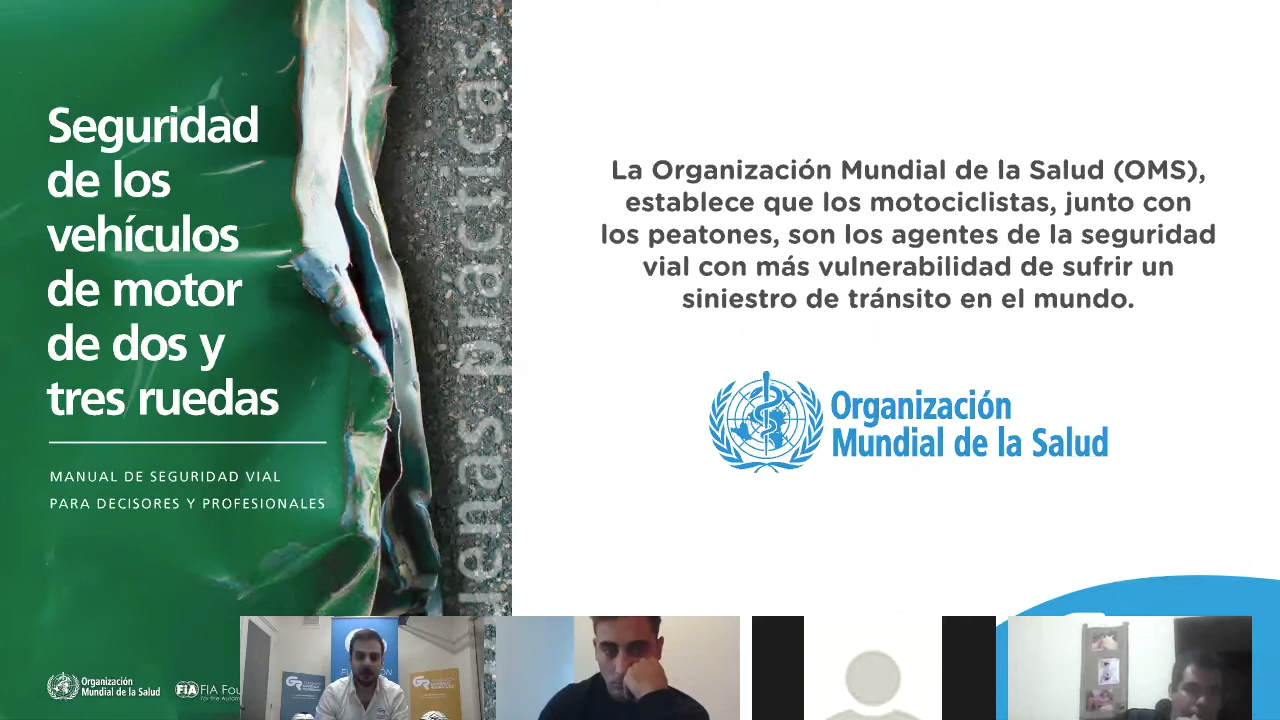 Seguridad
de los
vehículos
de motor
de dos y
tres ruedas
MANUAL DE SEGURIDAD VIAL
PARA DECISORES Y PROFESIONALES
Organización
Mundial de la Salud
FIA
prácticas
La Organización Mundial de la Salud (OMS),
establece que los motociclistas, junto con
los peatones, son los agentes de la seguridad
vial con más vulnerabilidad de sufrir un
siniestro de tránsito en el mundo.
Organización
Mundial de la Salud